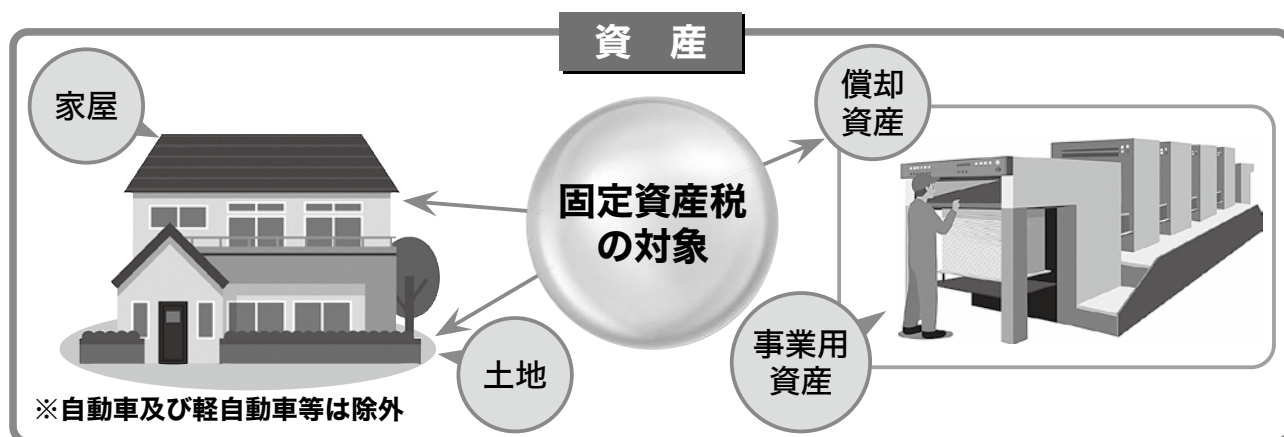 資 産
家屋
償却
資産
固定資産税
の対象
土地
事業用
資産
※自動車及び軽自動車等は除外